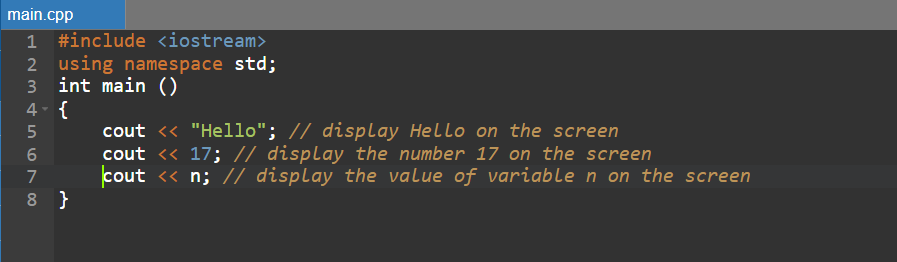 main.cpp
1 #include <iostream>
2 using namespace std;
3 int main ()
4 {
5     cout << "Hello"; // display Hello on the screen
6     cout << 17; // display the number 17 on the screen
7     cout << n; // display the value of variable n on the screen
8 }